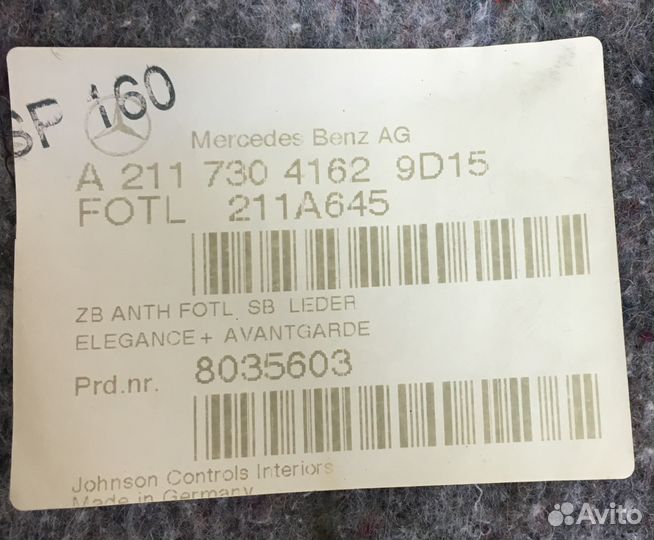 SP 160
Mercedes Benz AG
A 211 730 4162 9D15
FOTL 211A645
ZB ANTH FOTL. SB LEDER
ELEGANCE + AVANTGARDE
Prd.nr. 8035603
Johnson Controls Interiors
Made in Germany
Avito